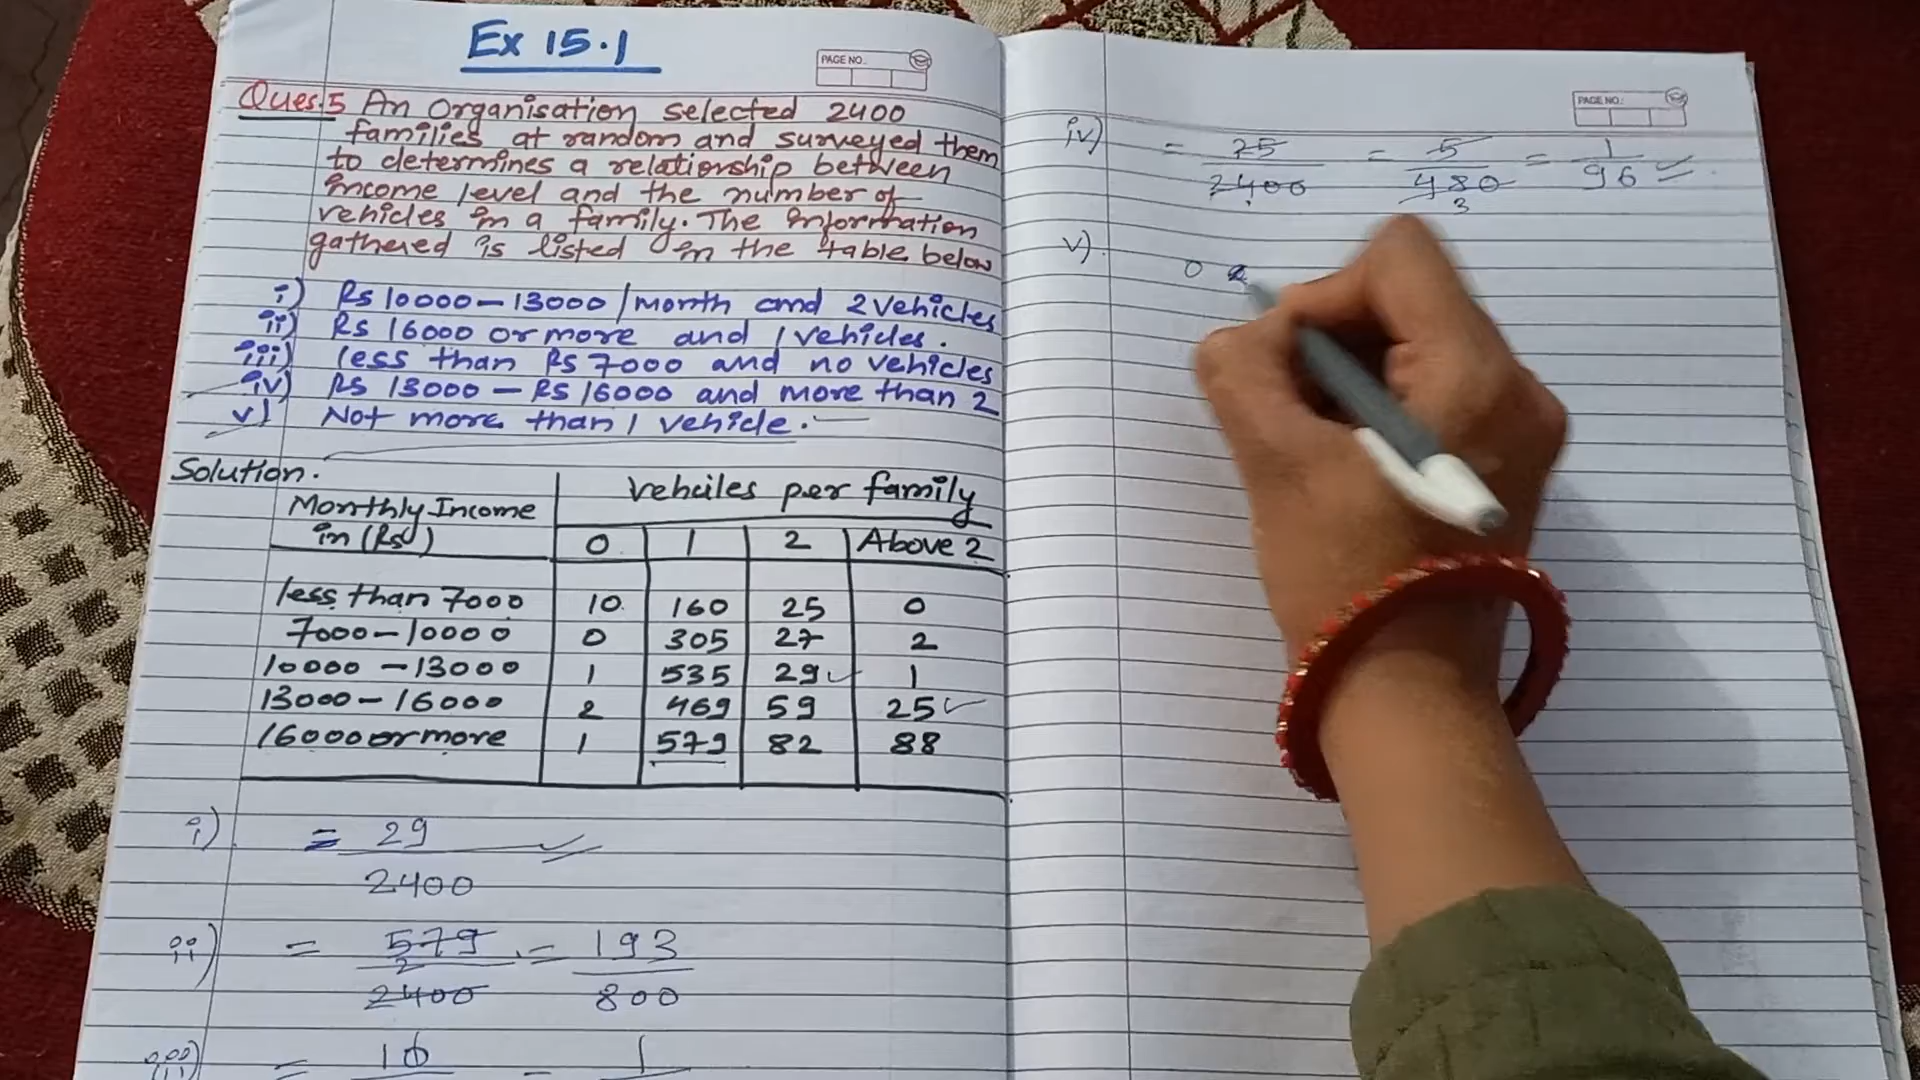 Ex 15.1
PAGE NO.
Ques.5 An Organisation selected 2400
families at random and surveyed them
to determines a relationship between
income level and the number of
vehicles in a family. The Information
gathered is listed in the table below
i) Rs 10000-13000/month and 2 Vehicles
ii) Rs 16000 or more and 1 vehicles.
iii) less than Rs 7000 and no vehicles
iv) Rs 13000 - Rs 16000 and more than 2
v) Not more than 1 vehicle.
Solution.
Monthly Income in (Rs) vehciles per family
0 1 2 Above 2
less than 7000 10 160 25 0
7000-10000 0 305 27 2
10000-13000 1 535 29 1
13000-16000 2 469 59 25
16000 or more 1 579 82 88
i) = 29
2400
ii) = 579 = 193
2400 800
iii) = 10 = 1
PAGE NO.
iv) = 25 = 5 = 1
2400 480 96
v)
0